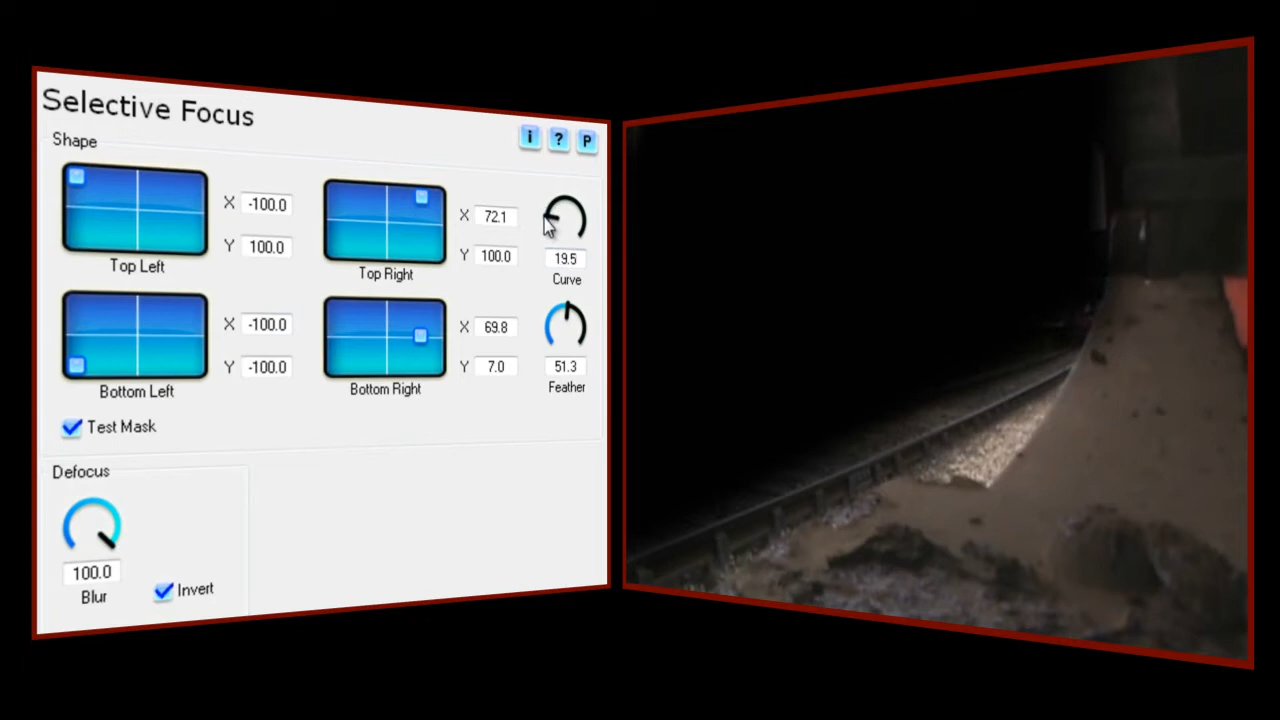 Selective Focus
i ? P
Shape
X -100.0
Y 100.0
Top Left
X 72.1
Y 100.0
Top Right
19.5
Curve
X -100.0
Y -100.0
Bottom Left
X 69.8
Y 7.0
Bottom Right
51.3
Feather
Test Mask
Defocus
100.0
Blur
Invert